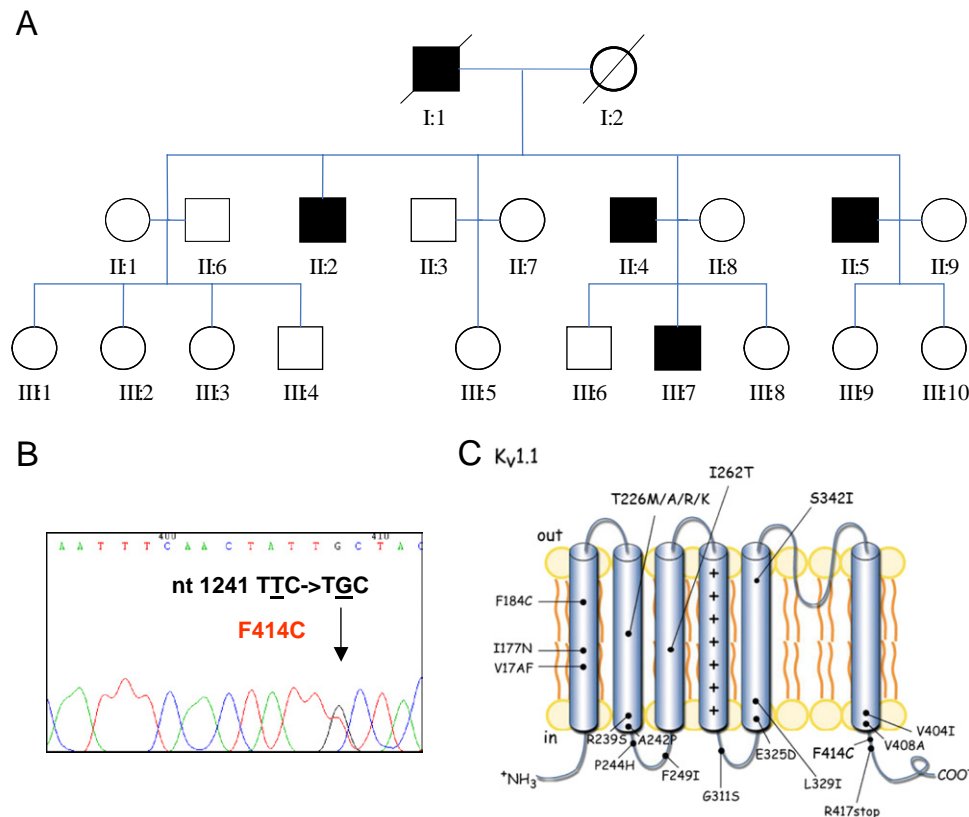 A
I:1
I:2
II:1
II:6
II:2
II:3
II:7
II:4
II:8
II:5
II:9
III:1
III:2
III:3
III:4
III:5
III:6
III:7
III:8
III:9
III:10
B
400
410
A A T T T C A A C T A T T G C T A C
nt 1241 TTC->TGC
F414C
C
KV1.1
I262T
T226M/A/R/K
S342I
out
F184C
I177N
V17AF
in
V404I
V408A
R239S
A242P
E325D
F414C
P244H
F249I
L329I
+NH3
G311S
COO
R417stop